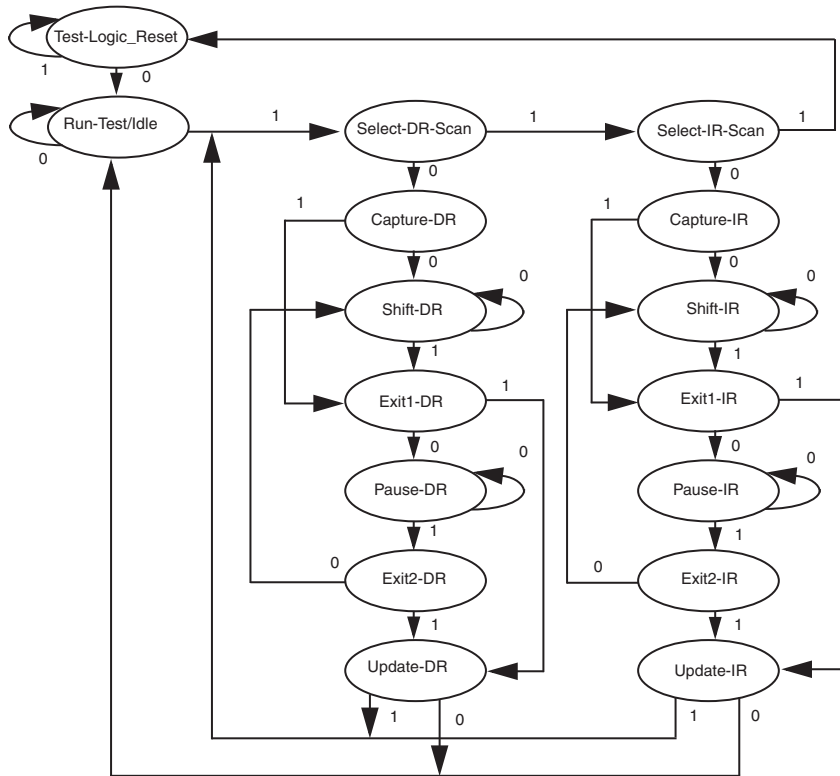 Test-Logic_Reset
1
0
Run-Test/Idle
0
1
Select-DR-Scan
1
Select-IR-Scan
1
0
0
1
Capture-DR
1
Capture-IR
0
0
0
0
Shift-DR
Shift-IR
1
1
Exit1-DR
1
Exit1-IR
1
0
0
0
0
Pause-DR
Pause-IR
1
1
0
Exit2-DR
0
Exit2-IR
1
1
Update-DR
Update-IR
1
0
1
0